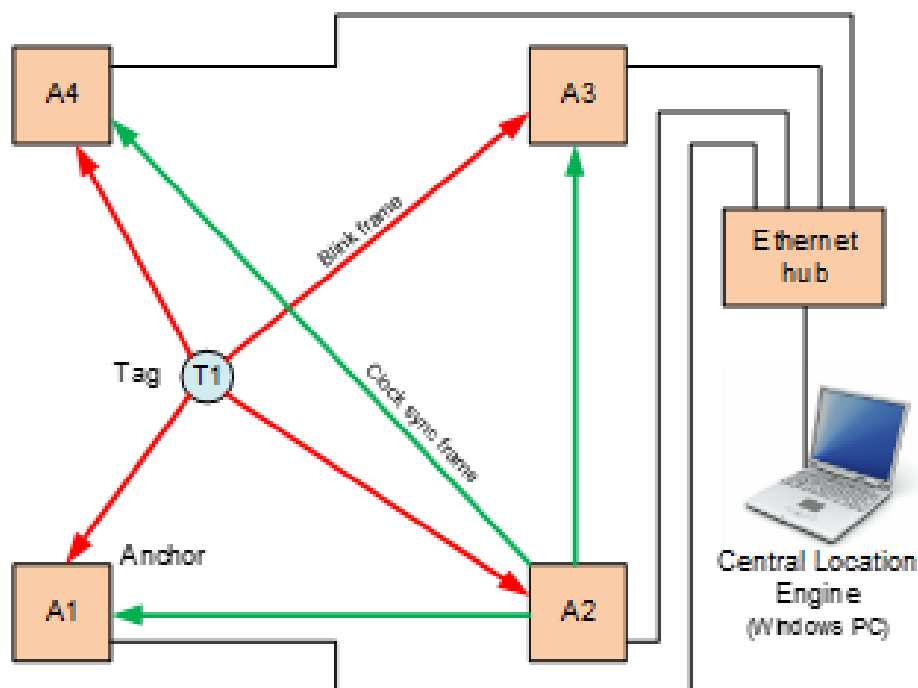 A4
A3
Blink frame
Ethernet
hub
Tag
T1
Clock sync frame
Anchor
A1
A2
Central Location
Engine
(Windows PC)